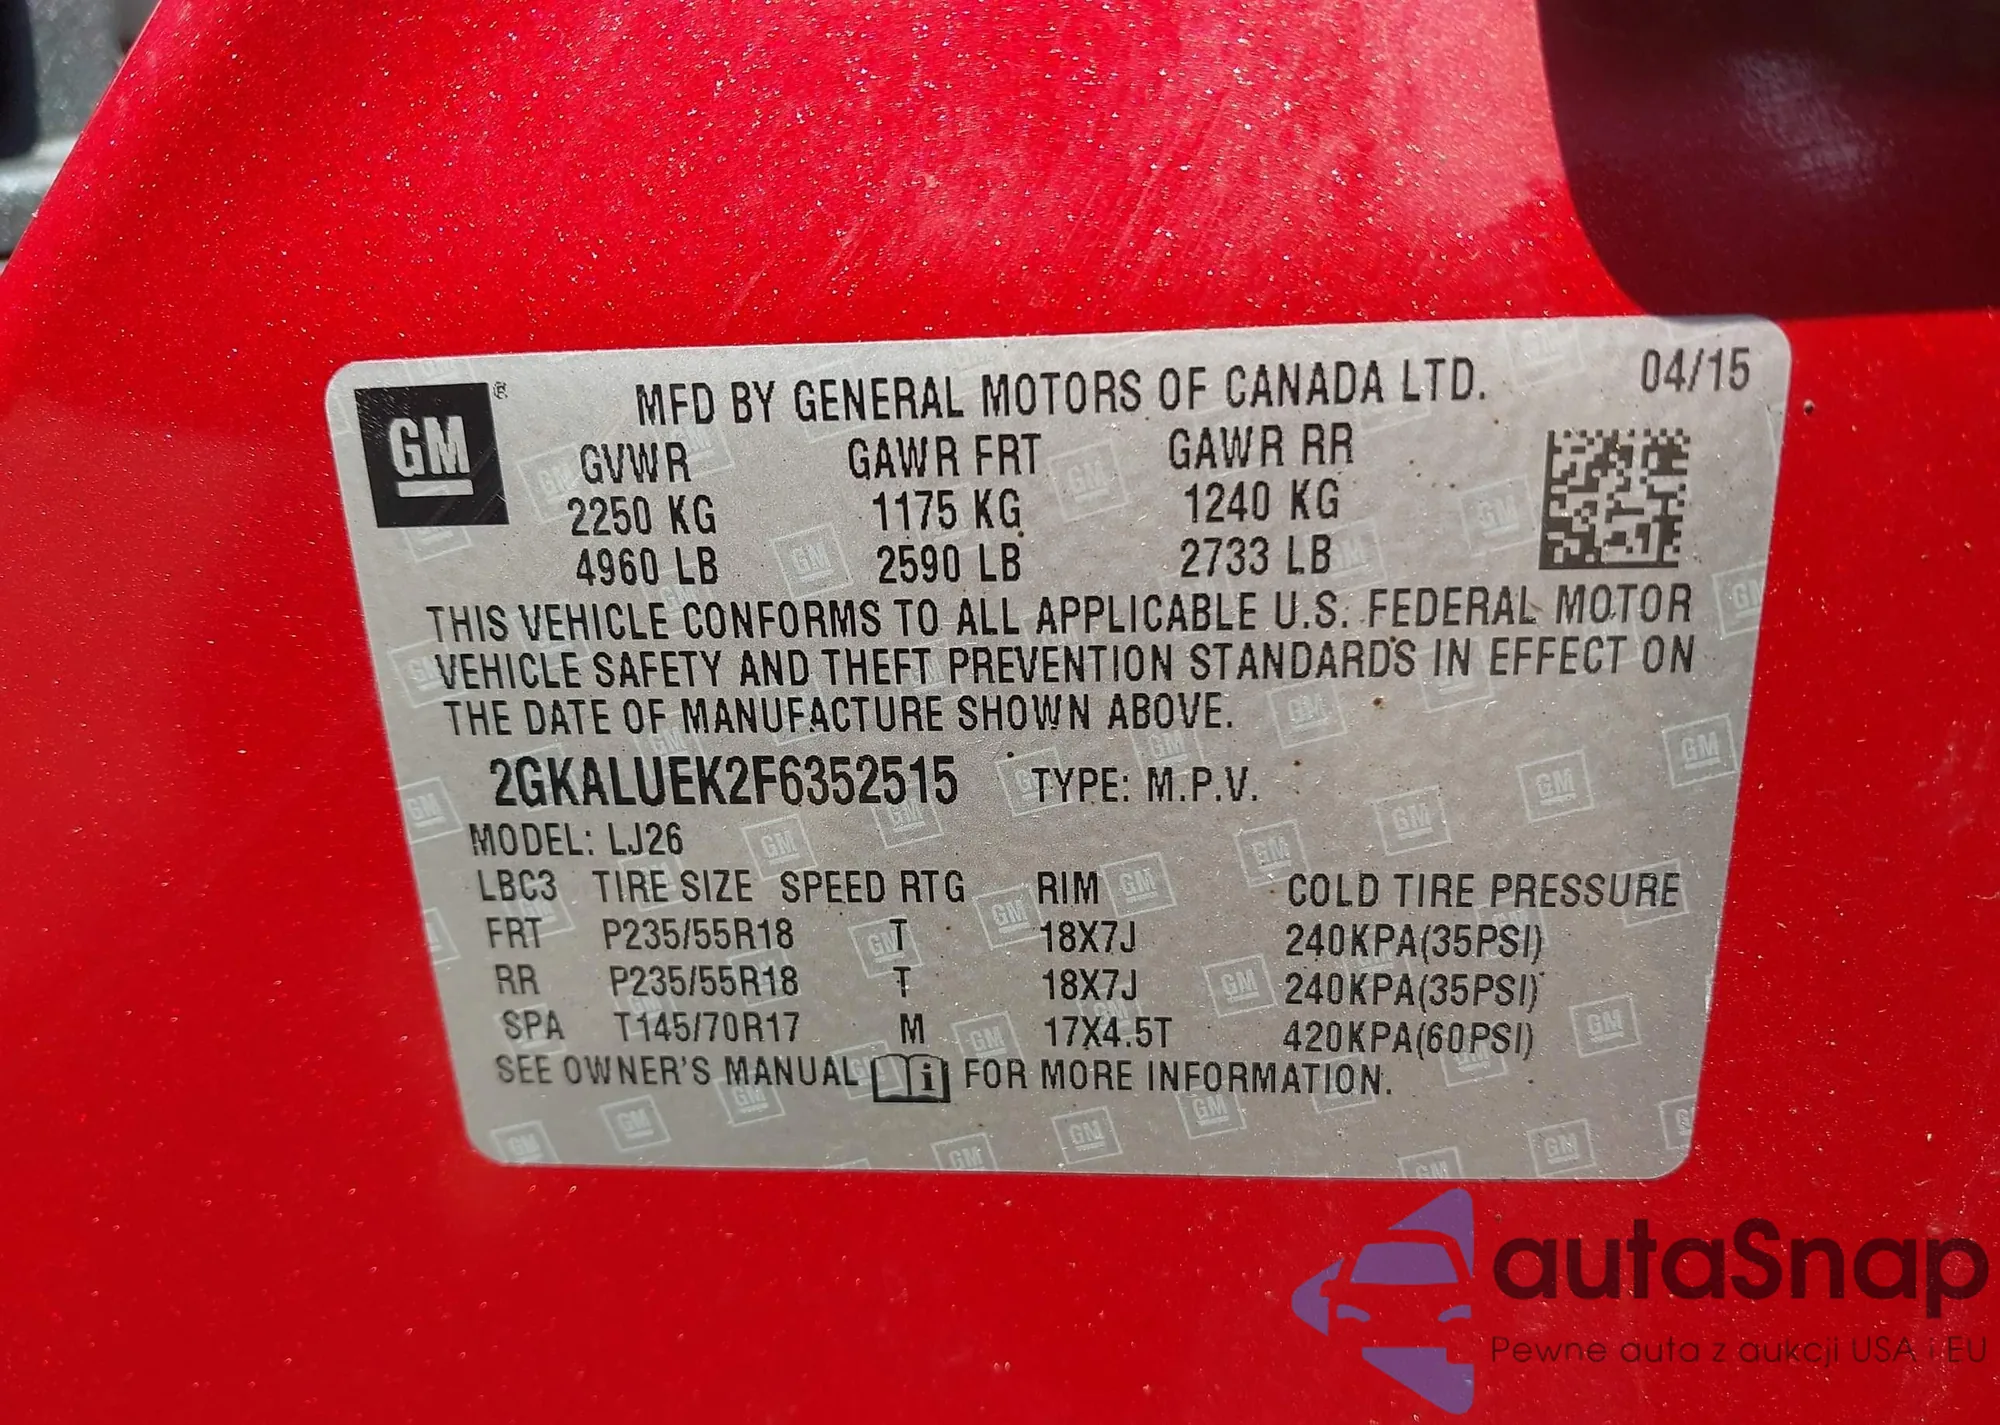 GM ® MFD BY GENERAL MOTORS OF CANADA LTD. 04/15
GVWR GAWR FRT GAWR RR
2250 KG 1175 KG 1240 KG
4960 LB 2590 LB 2733 LB
THIS VEHICLE CONFORMS TO ALL APPLICABLE U.S. FEDERAL MOTOR
VEHICLE SAFETY AND THEFT PREVENTION STANDARDS IN EFFECT ON
THE DATE OF MANUFACTURE SHOWN ABOVE.
2GKALUEK2F6352515 TYPE: M.P.V.
MODEL: LJ26
LBC3 TIRE SIZE SPEED RTG RIM COLD TIRE PRESSURE
FRT P235/55R18 T 18X7J 240KPA(35PSI)
RR P235/55R18 T 18X7J 240KPA(35PSI)
SPA T145/70R17 M 17X4.5T 420KPA(60PSI)
SEE OWNER'S MANUAL i FOR MORE INFORMATION.
autaSnap
Pewne auta z aukcji USA i EU